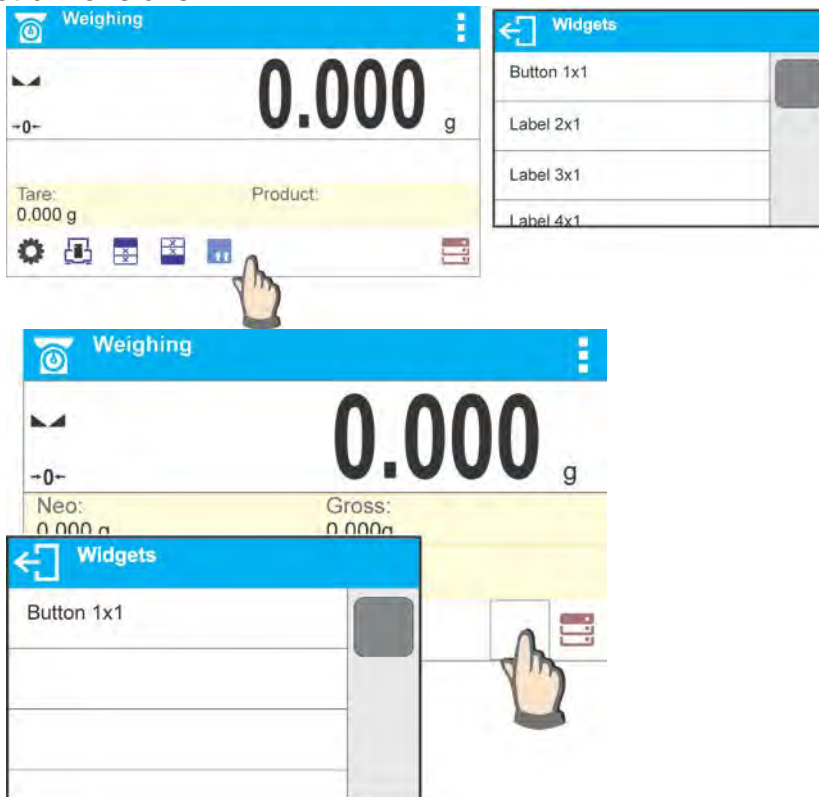 Weighing
0.000 g
→0←
Tare:
0.000 g
Product:
Widgets
Button 1x1
Label 2x1
Label 3x1
Label 4x1
Weighing
0.000 g
→0←
Neo:
0.000 g
Gross:
0.000g
Widgets
Button 1x1